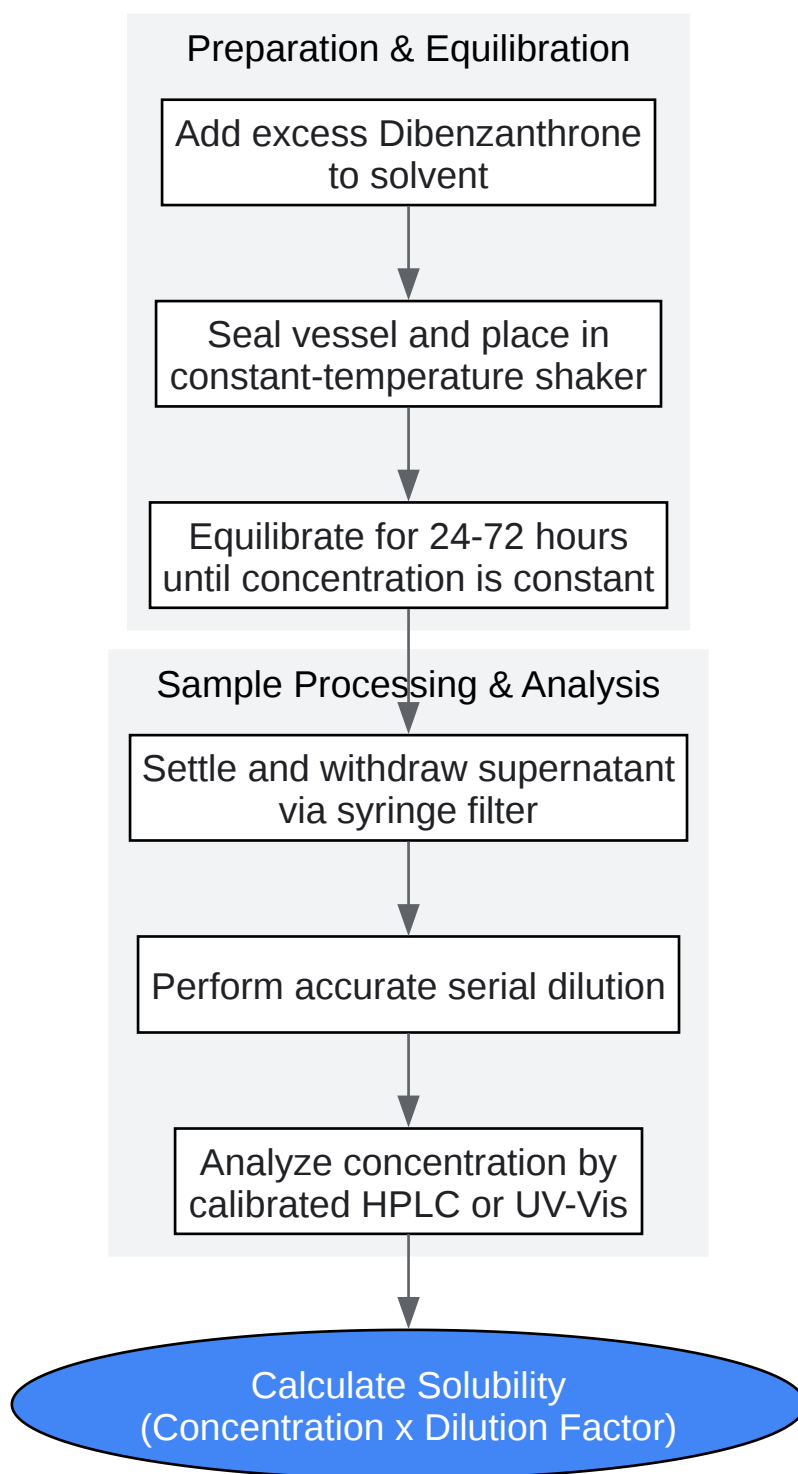 Preparation & Equilibration
Add excess Dibenzanthrone
to solvent
Seal vessel and place in
constant-temperature shaker
Equilibrate for 24-72 hours
until concentration is constant
Sample Processing & Analysis
Settle and withdraw supernatant
via syringe filter
Perform accurate serial dilution
Analyze concentration by
calibrated HPLC or UV-Vis
Calculate Solubility
(Concentration x Dilution Factor)